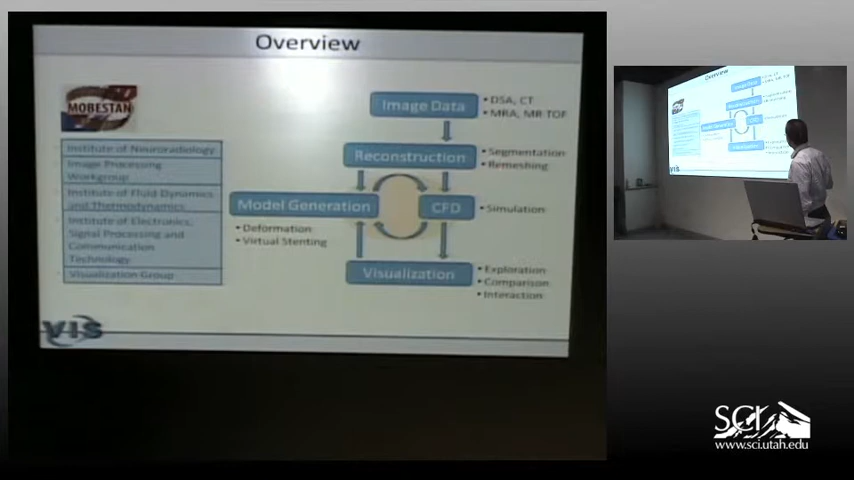 Overview
MOBESTAN
Institute of Neuroradiology
Image Processing
Workgroup
Institute of Fluid Dynamics
and Thermodynamics
Institute of Electronics,
Signal Processing and
Communication
Technology
Visualization Group
Image Data
• DSA, CT
• MRA, MR TOF
Reconstruction
• Segmentation
• Remeshing
Model Generation
• Deformation
• Virtual Stenting
CFD
• Simulation
Visualization
• Exploration
• Comparison
• Interaction
VIS
SCI
www.sci.utah.edu